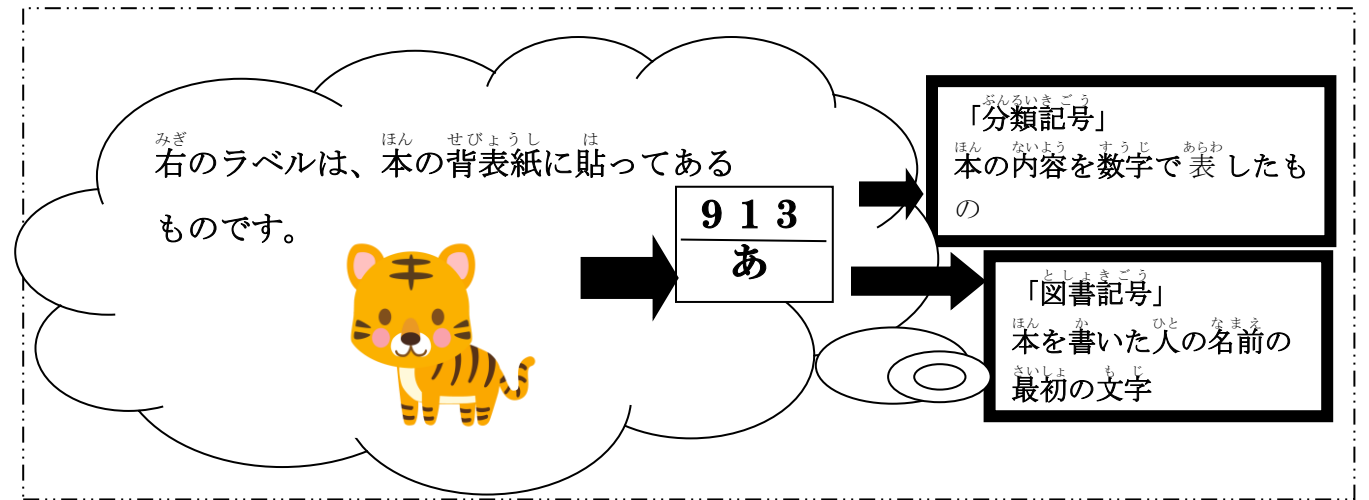 右のラベルは、本の背表紙に貼ってある
ものです。
913
あ
「分類記号」
本の内容を数字で表したも
の
「図書記号」
本を書いた人の名前の
最初の文字